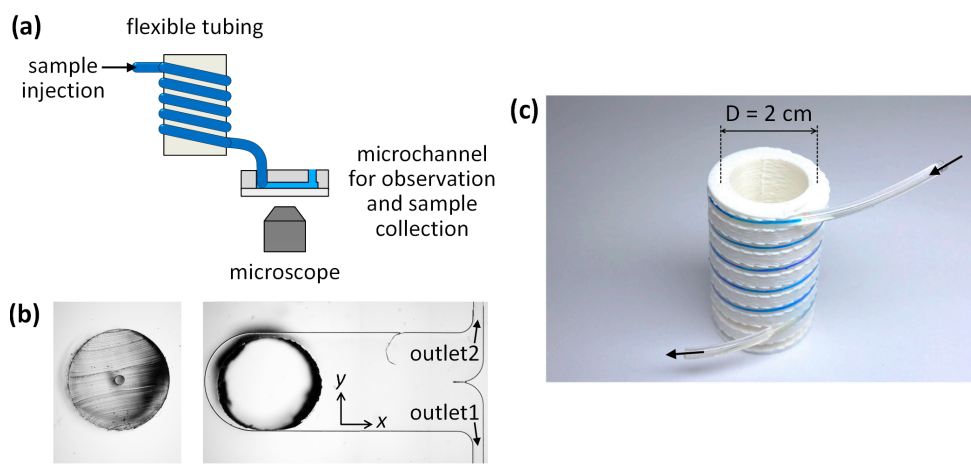 (a)
flexible tubing
sample
injection
microchannel
for observation
and sample
collection
microscope
(b)
outlet2
y
x
outlet1
(c)
D = 2 cm